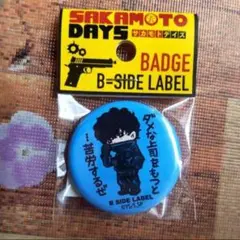 SAKAMOTO
DAYS サカモトデイズ
BADGE
B=SIDE LABEL
ダメな上司をもつと
苦労するぜ
B SIDE LABEL